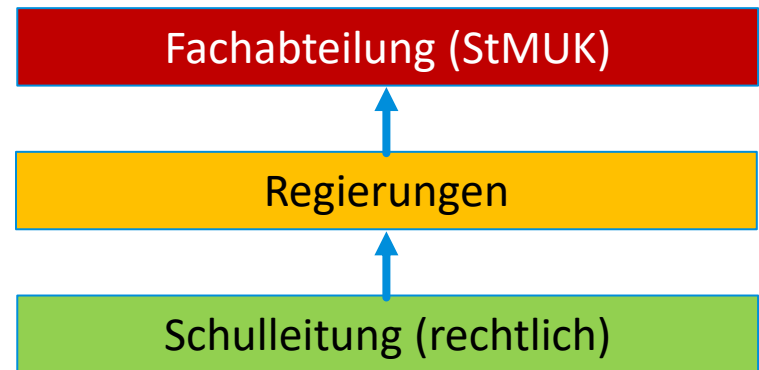 Fachabteilung (StMUK)
Regierungen
Schulleitung (rechtlich)